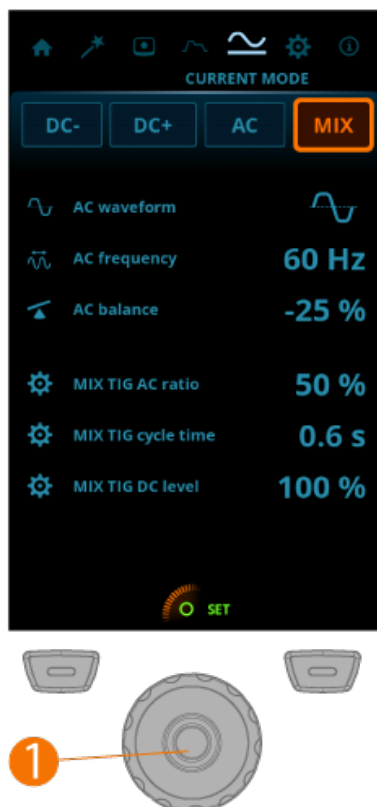 CURRENT MODE
DC- DC+ AC MIX
AC waveform
AC frequency 60 Hz
AC balance -25 %
MIX TIG AC ratio 50 %
MIX TIG cycle time 0.6 s
MIX TIG DC level 100 %
SET
1